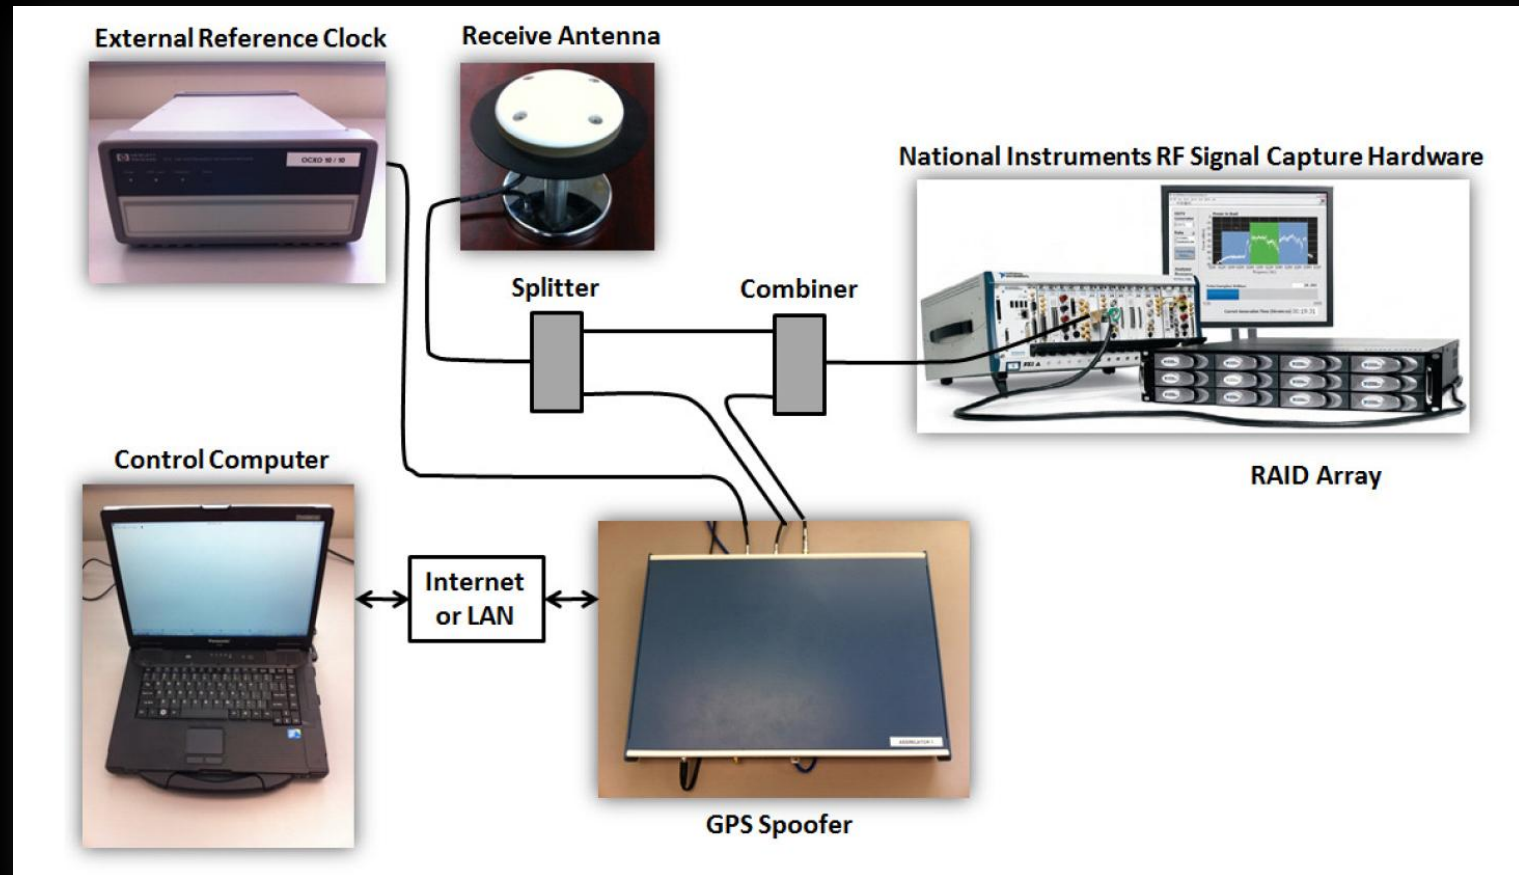 External Reference Clock
Receive Antenna
OCXO 10 / 10
National Instruments RF Signal Capture Hardware
Splitter
Combiner
Control Computer
RAID Array
Internet
or LAN
GPS Spoofer